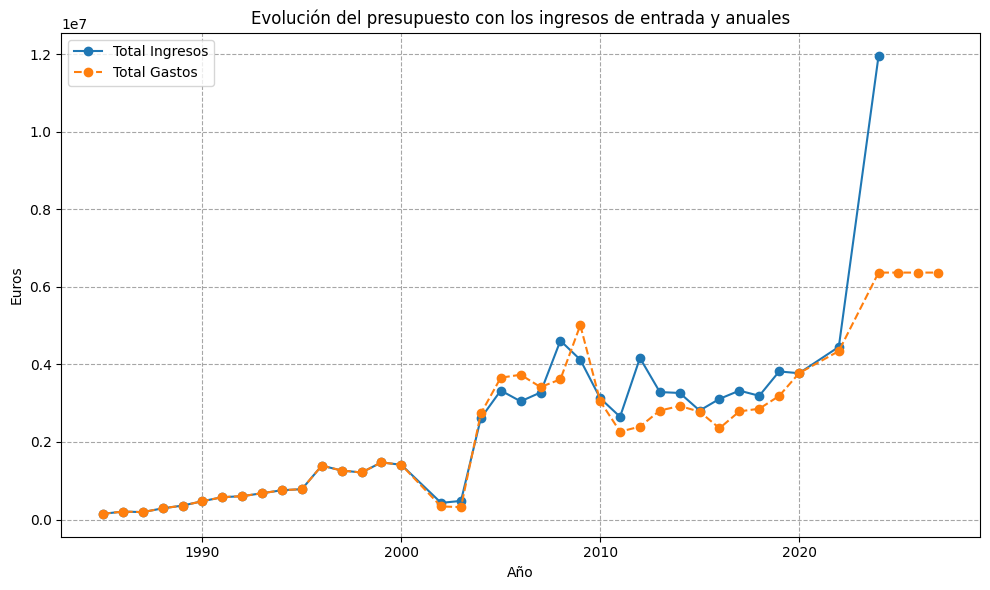 Evolución del presupuesto con los ingresos de entrada y anuales
1e7
Total Ingresos
Total Gastos
1.2
1.0
0.8
0.6
0.4
0.2
0.0
Euros
1990
2000
2010
2020
Año